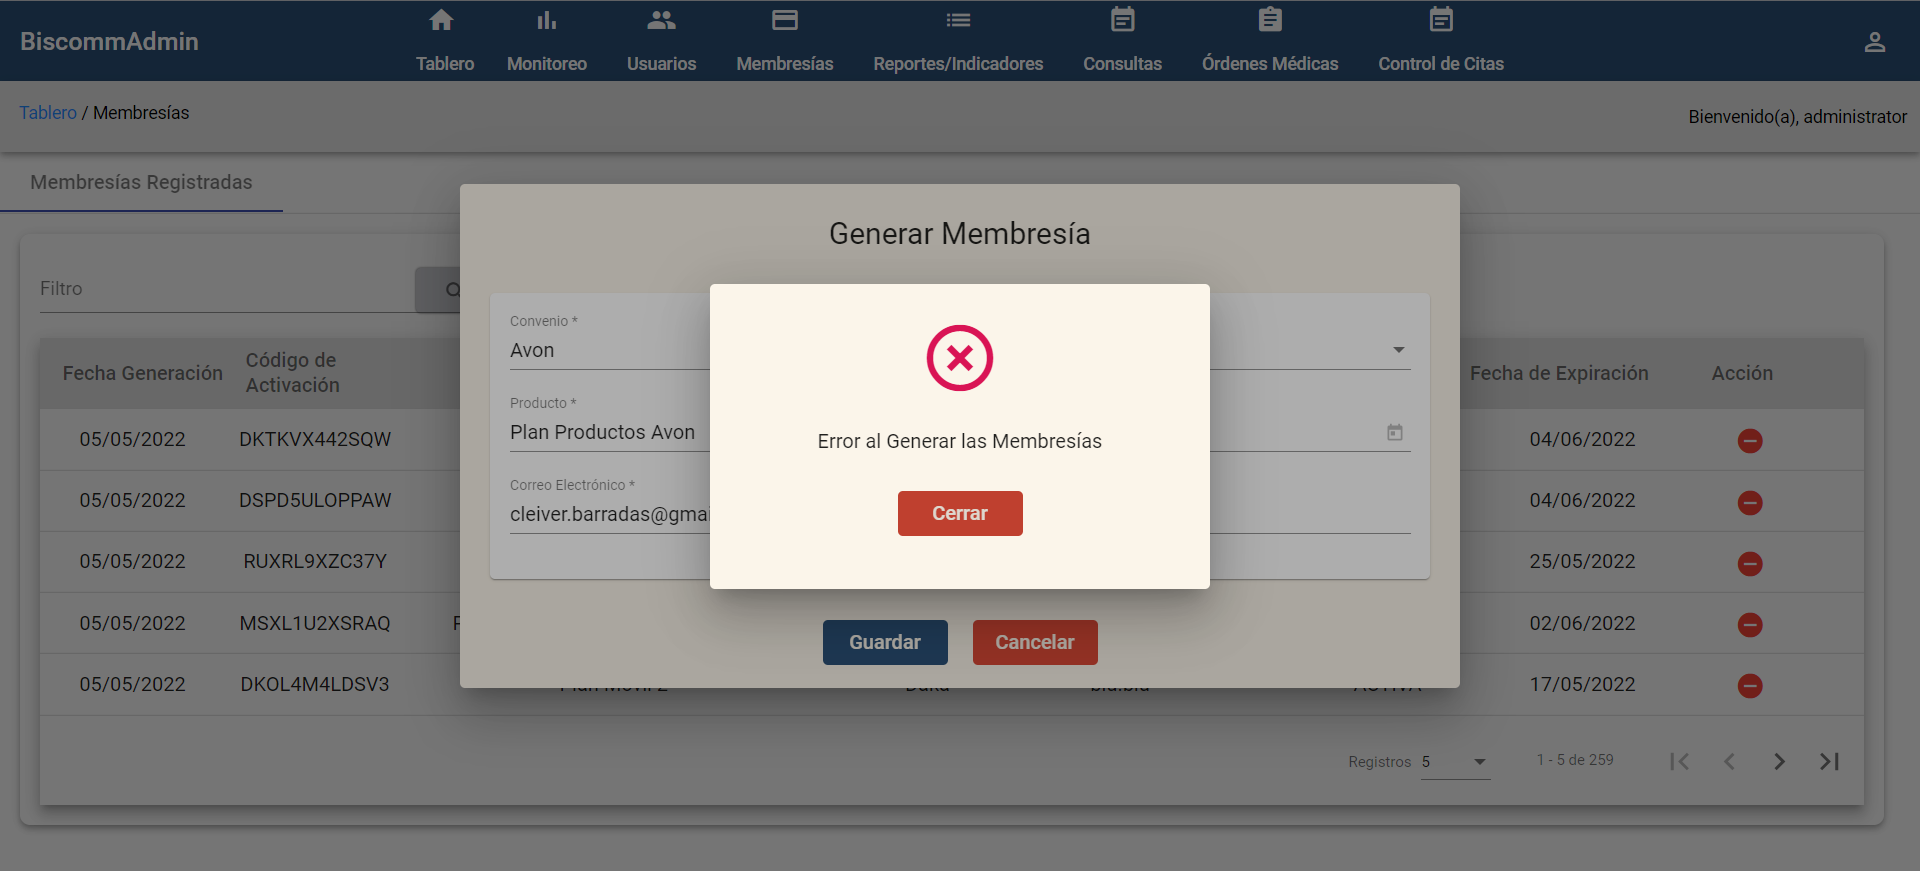 BiscommAdmin
Tablero
Monitoreo
Usuarios
Membresías
Reportes/Indicadores
Consultas
Órdenes Médicas
Control de Citas
Tablero / Membresías
Bienvenido(a), administrator
Membresías Registradas
Generar Membresía
Filtro
Convenio *
Avon
Producto *
Plan Productos Avon
Correo Electrónico *
cleiver.barradas@gmai
Error al Generar las Membresías
Cerrar
Guardar
Cancelar
Fecha Generación
Código de
Activación
Fecha de Expiración
Acción
05/05/2022 DKTKVX442SQW 04/06/2022
05/05/2022 DSPD5ULOPPAW 04/06/2022
05/05/2022 RUXRL9XZC37Y 25/05/2022
05/05/2022 MSXL1U2XSRAQ 02/06/2022
05/05/2022 DKOL4M4LDSV3 17/05/2022
Registros 5
1 - 5 de 259